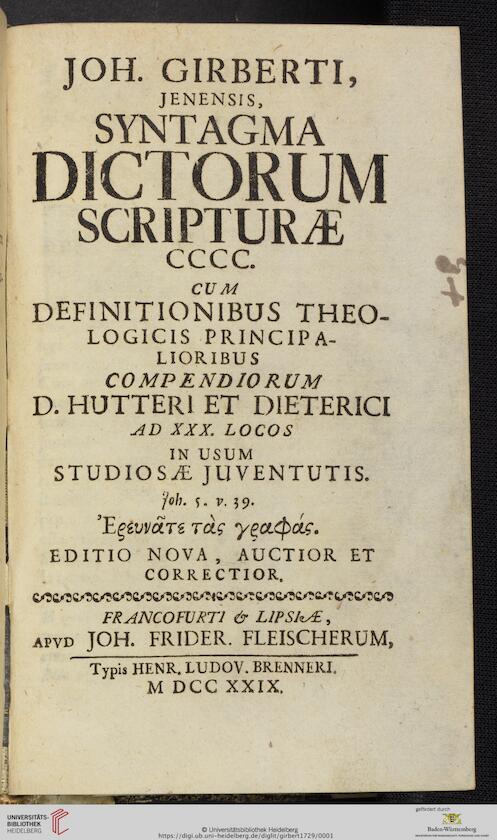 JOH. GIRBERTI,
JENENSIS,
SYNTAGMA
DICTORUM
SCRIPTURÆ
CCCC.
CUM
DEFINITIONIBUS THEO-
LOGICIS PRINCIPA-
LIORIBUS
COMPENDIORUM
D. HUTTERI ET DIETERICI
AD XXX. LOCOS
IN USUM
STUDIOSÆ JUVENTUTIS.
Joh. 5. v. 39.
Ἐρευνᾶτε τὰς γραφάς.
EDITIO NOVA, AUCTIOR ET
CORRECTIOR.
FRANCOFURTI & LIPSIÆ,
APVD JOH. FRIDER. FLEISCHERUM,
Typis HENR. LUDOV. BRENNERI.
M DCC XXIX.
UNIVERSITÄTS-
BIBLIOTHEK
HEIDELBERG
© Universitätsbibliothek Heidelberg
https://digi.ub.uni-heidelberg.de/diglit/girbert1729/0001
gefördert durch
Baden-Württemberg